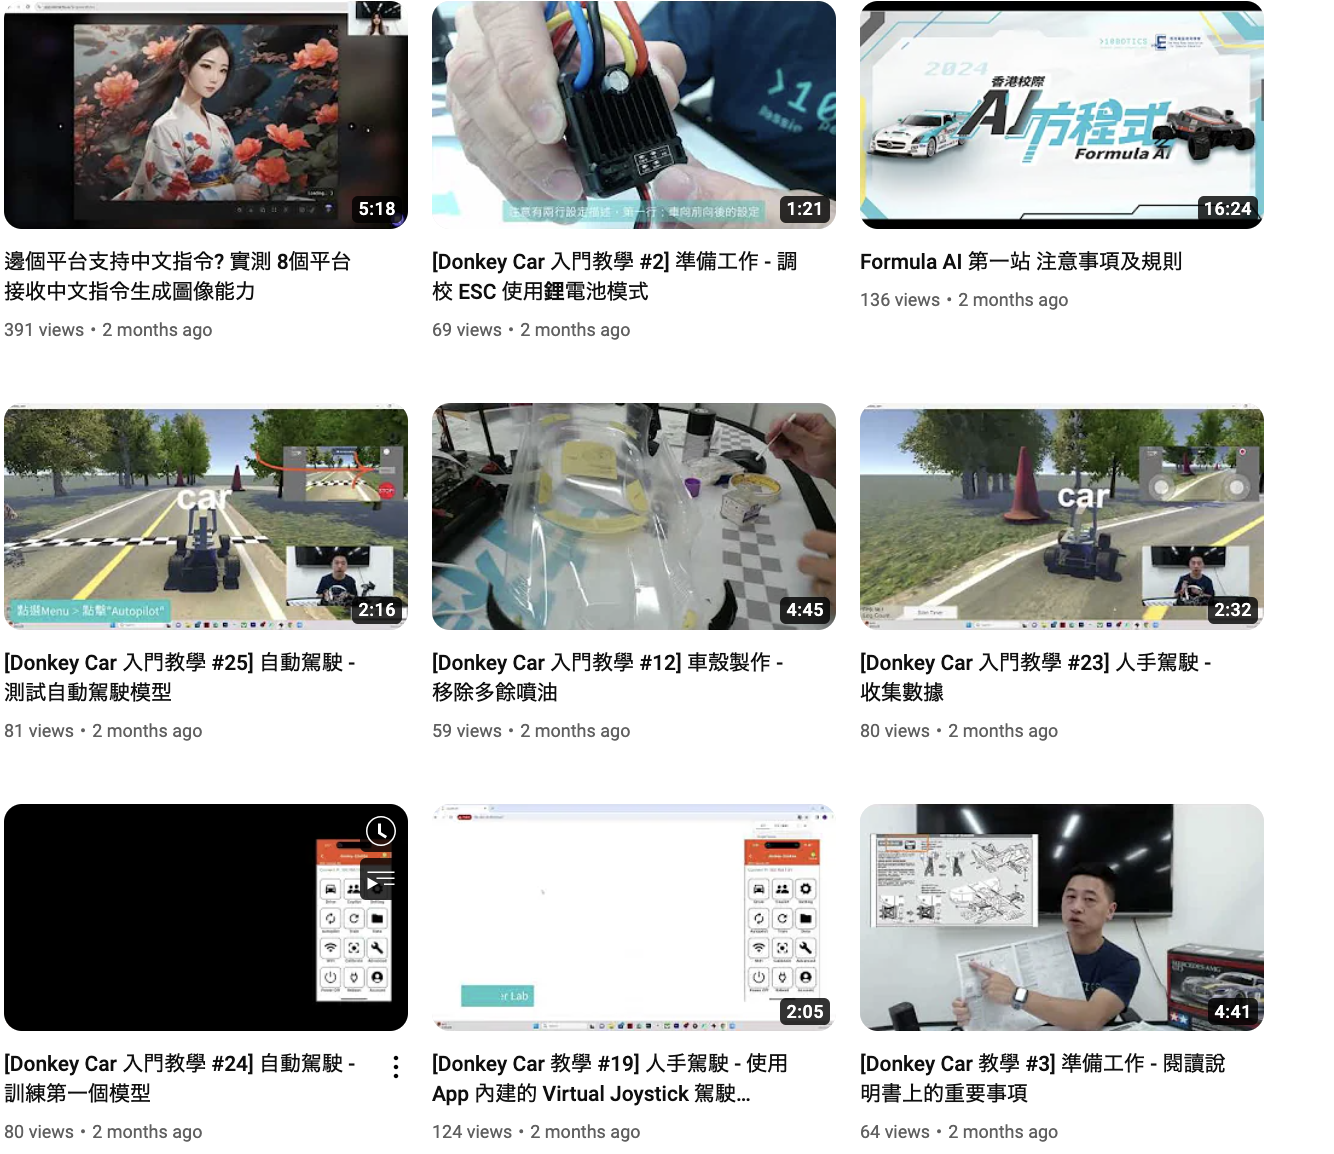 5:18
注意有兩行設定描述，第一行：車向前向後的設定
1:21
>10BOTICS
2024
香港校際
AI方程式
Formula AI
16:24
邊個平台支持中文指令? 實測 8個平台
接收中文指令生成圖像能力
391 views • 2 months ago
[Donkey Car 入門教學 #2] 準備工作 - 調
校 ESC 使用鋰電池模式
69 views • 2 months ago
Formula AI 第一站 注意事項及規則
136 views • 2 months ago
car
點選Menu > 點擊"Autopilot"
2:16
4:45
car
2:32
[Donkey Car 入門教學 #25] 自動駕駛 -
測試自動駕駛模型
81 views • 2 months ago
[Donkey Car 入門教學 #12] 車殼製作 -
移除多餘噴油
59 views • 2 months ago
[Donkey Car 入門教學 #23] 人手駕駛 -
收集數據
80 views • 2 months ago
r Lab
2:05
MERCEDES-AMG
4:41
[Donkey Car 入門教學 #24] 自動駕駛 -
訓練第一個模型
80 views • 2 months ago
[Donkey Car 教學 #19] 人手駕駛 - 使用
App 內建的 Virtual Joystick 駕駛...
124 views • 2 months ago
[Donkey Car 教學 #3] 準備工作 - 閱讀說
明書上的重要事項
64 views • 2 months ago